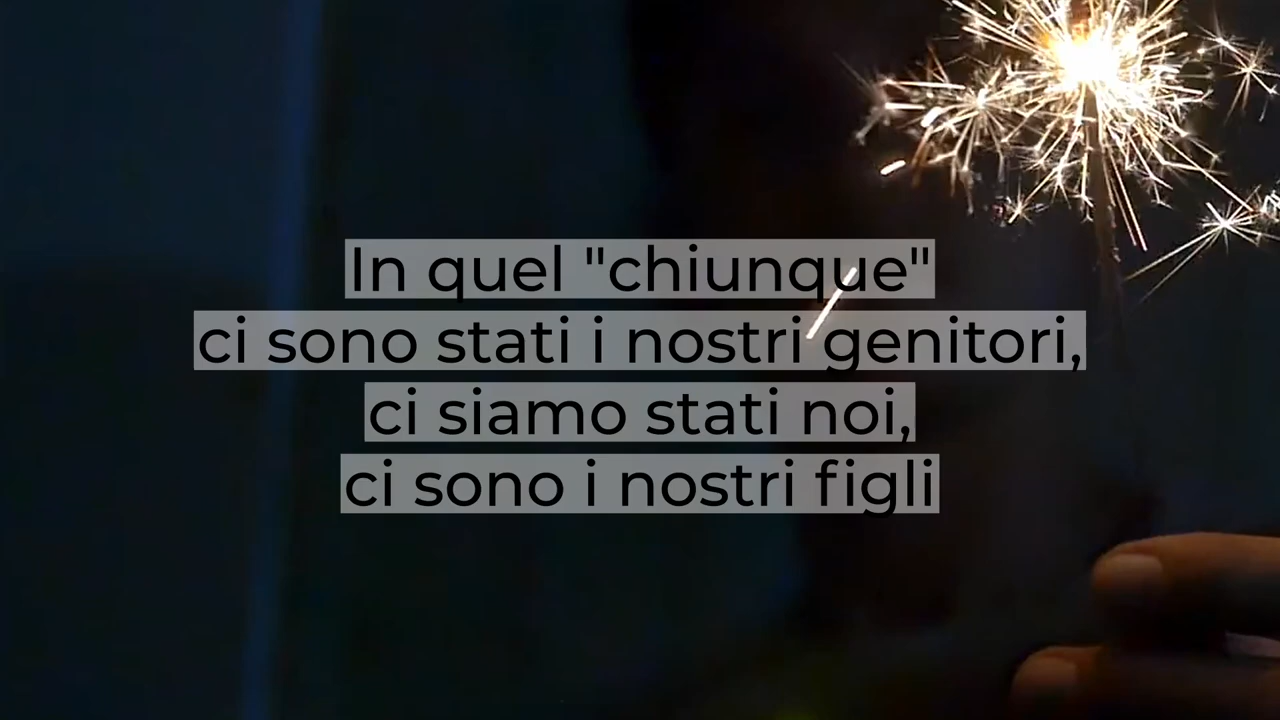 In quel "chiunque"
ci sono stati i nostri genitori,
ci siamo stati noi,
ci sono i nostri figli